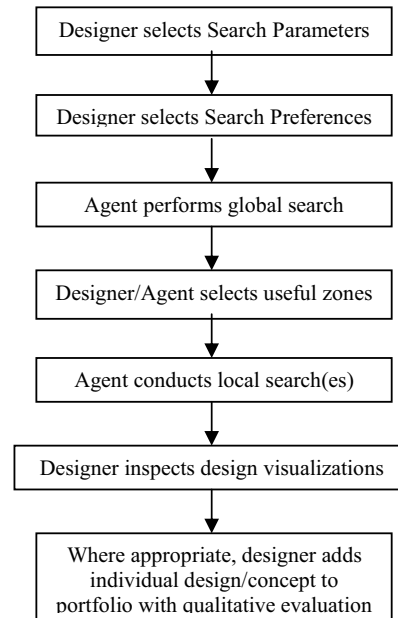 Designer selects Search Parameters
Designer selects Search Preferences
Agent performs global search
Designer/Agent selects useful zones
Agent conducts local search(es)
Designer inspects design visualizations
Where appropriate, designer adds
individual design/concept to
portfolio with qualitative evaluation